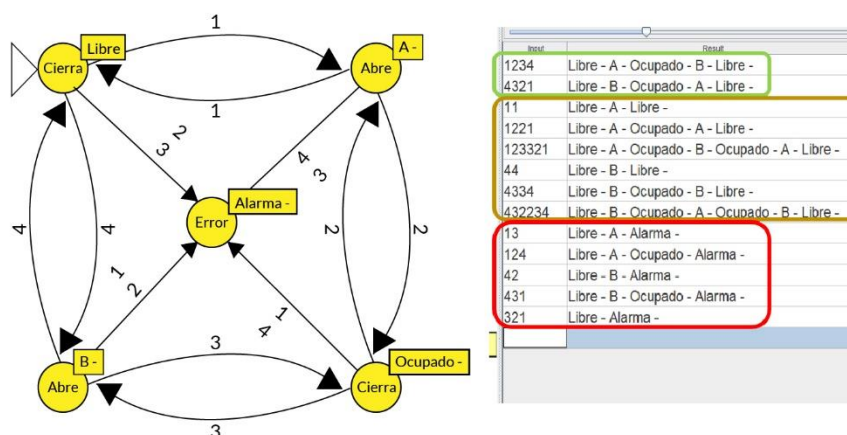 1
Libre
A -
Cierra
Abre
1
2
3
4
3
4
4
Alarma -
Error
2
2
1
2
1
4
B -
3
Ocupado -
Abre
Cierra
3
Input Result
1234 Libre - A - Ocupado - B - Libre -
4321 Libre - B - Ocupado - A - Libre -
11 Libre - A - Libre -
1221 Libre - A - Ocupado - A - Libre -
123321 Libre - A - Ocupado - B - Ocupado - A - Libre -
44 Libre - B - Libre -
4334 Libre - B - Ocupado - B - Libre -
432234 Libre - B - Ocupado - A - Ocupado - B - Libre -
13 Libre - A - Alarma -
124 Libre - A - Ocupado - Alarma -
42 Libre - B - Alarma -
431 Libre - B - Ocupado - Alarma -
321 Libre - Alarma -